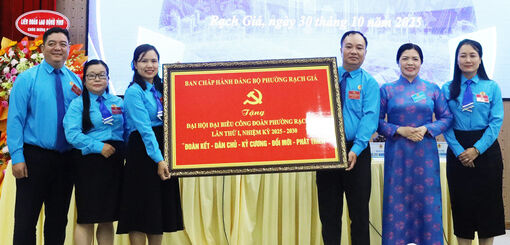 LIÊN ĐOÀN LAO ĐỘNG TỈNH
Rạch Giá, ngày 30 tháng 10 năm 2025
BAN CHẤP HÀNH ĐẢNG BỘ PHƯỜNG RẠCH GIÁ
Tặng
ĐẠI HỘI ĐẠI BIỂU CÔNG ĐOÀN PHƯỜNG RẠCH
LẦN THỨ I, NHIỆM KỲ 2025 - 2030
"ĐOÀN KẾT - DÂN CHỦ - KỶ CƯƠNG - ĐỔI MỚI - PHÁT